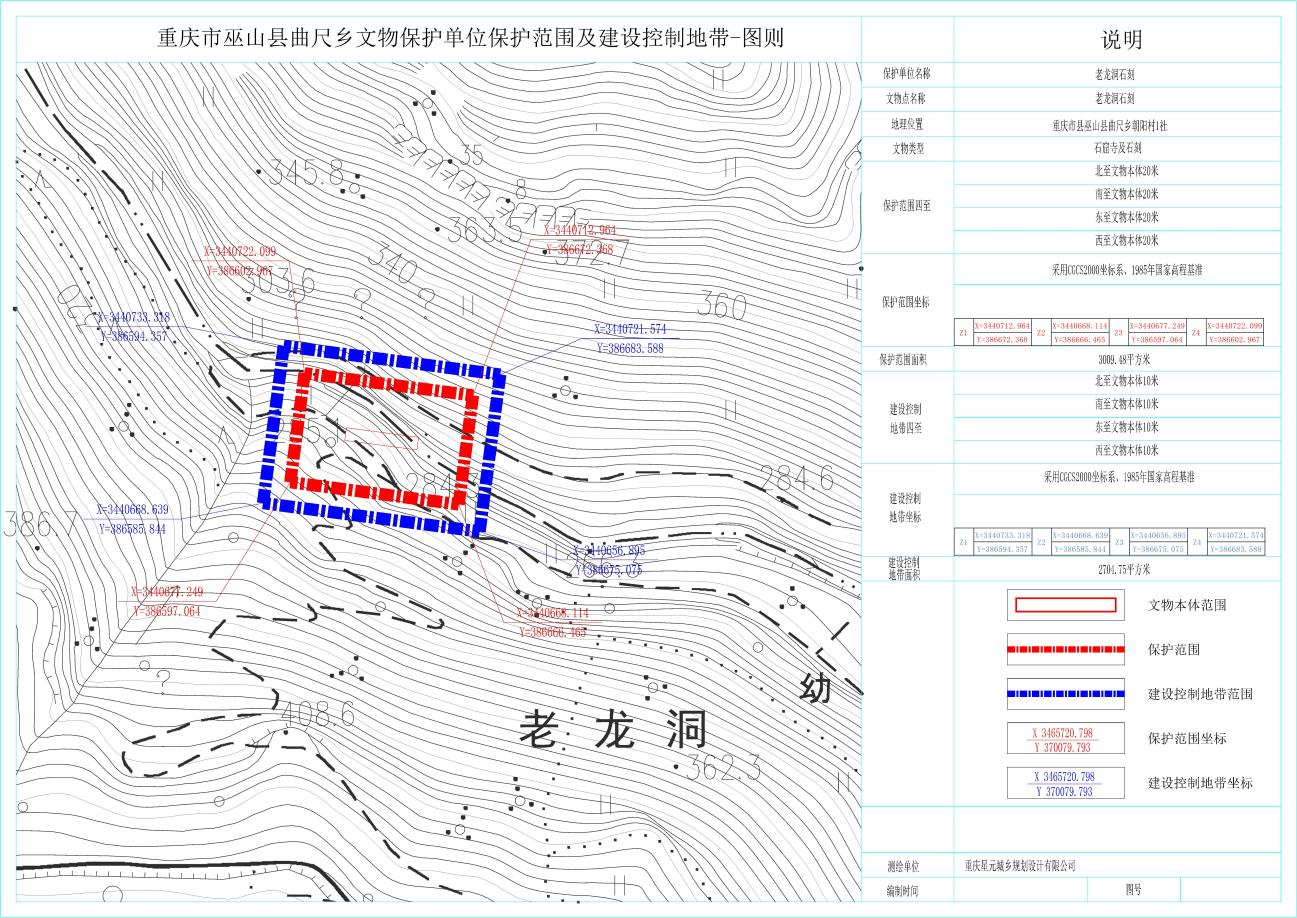 重庆市巫山县曲尺乡文物保护单位保护范围及建设控制地带-图则
345.8
35
8
363.5
372.7
340
303.6
360
284.6
386.7
408.6
362.3
X=3440722.099
Y=386602.967
X=3440712.964
Y=386672.368
X=3440733.318
Y=386594.357
X=3440721.574
Y=386683.588
X=3440668.639
Y=386585.844
X=3440656.895
Y=386675.075
X=3440677.249
Y=386597.064
X=3440668.114
Y=386666.465
老龙洞
幼
说明
保护单位名称 老龙洞石刻
文物点名称 老龙洞石刻
地理位置 重庆市县巫山县曲尺乡朝阳村1社
文物类型 石窟寺及石刻
保护范围四至
北至文物本体20米
南至文物本体20米
东至文物本体20米
西至文物本体20米
保护范围坐标
采用CGCS2000坐标系、1985年国家高程基准
Z1 X=3440712.964 Z2 X=3440668.114 Z3 X=3440677.249 Z4 X=3440722.099
Y=386672.368 Y=386666.465 Y=386597.064 Y=386602.967
保护范围面积 3009.48平方米
建设控制
地带四至
北至文物本体10米
南至文物本体10米
东至文物本体10米
西至文物本体10米
建设控制
地带坐标
采用CGCS2000坐标系、1985年国家高程基准
Z1 X=3440733.318 Z2 X=3440668.639 Z3 X=3440656.895 Z4 X=3440721.574
Y=386594.357 Y=386585.844 Y=386675.075 Y=386683.588
建设控制
地带面积
2704.75平方米
文物本体范围
保护范围
建设控制地带范围
X 3465720.798
Y 370079.793
保护范围坐标
X 3465720.798
Y 370079.793
建设控制地带坐标
测绘单位 重庆星元城乡规划设计有限公司
编制时间 图号